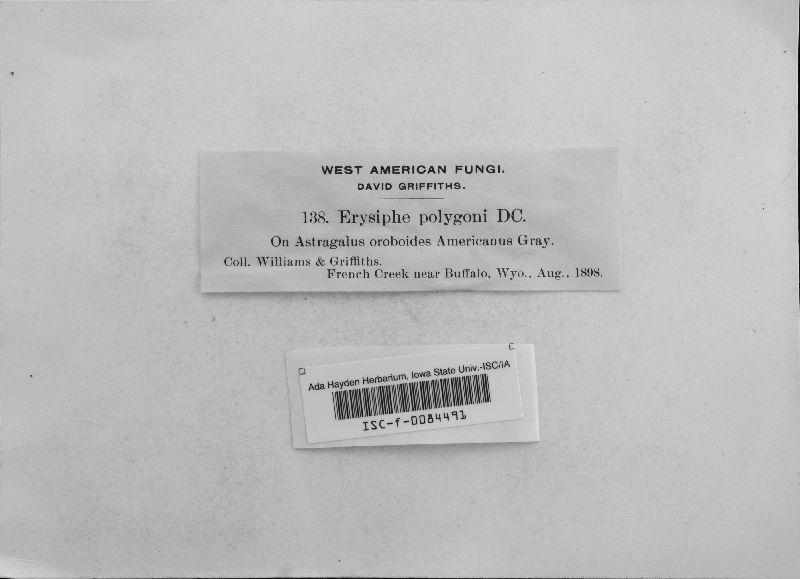 WEST AMERICAN FUNGI.
DAVID GRIFFITHS.
138. Erysiphe polygoni DC.
On Astragalus oroboides Americanus Gray.
Coll. Williams & Griffiths.
French Creek near Buffalo, Wyo., Aug., 1898.
Ada Hayden Herbarium, Iowa State Univ.-ISC/IA
ISC-f-0084491